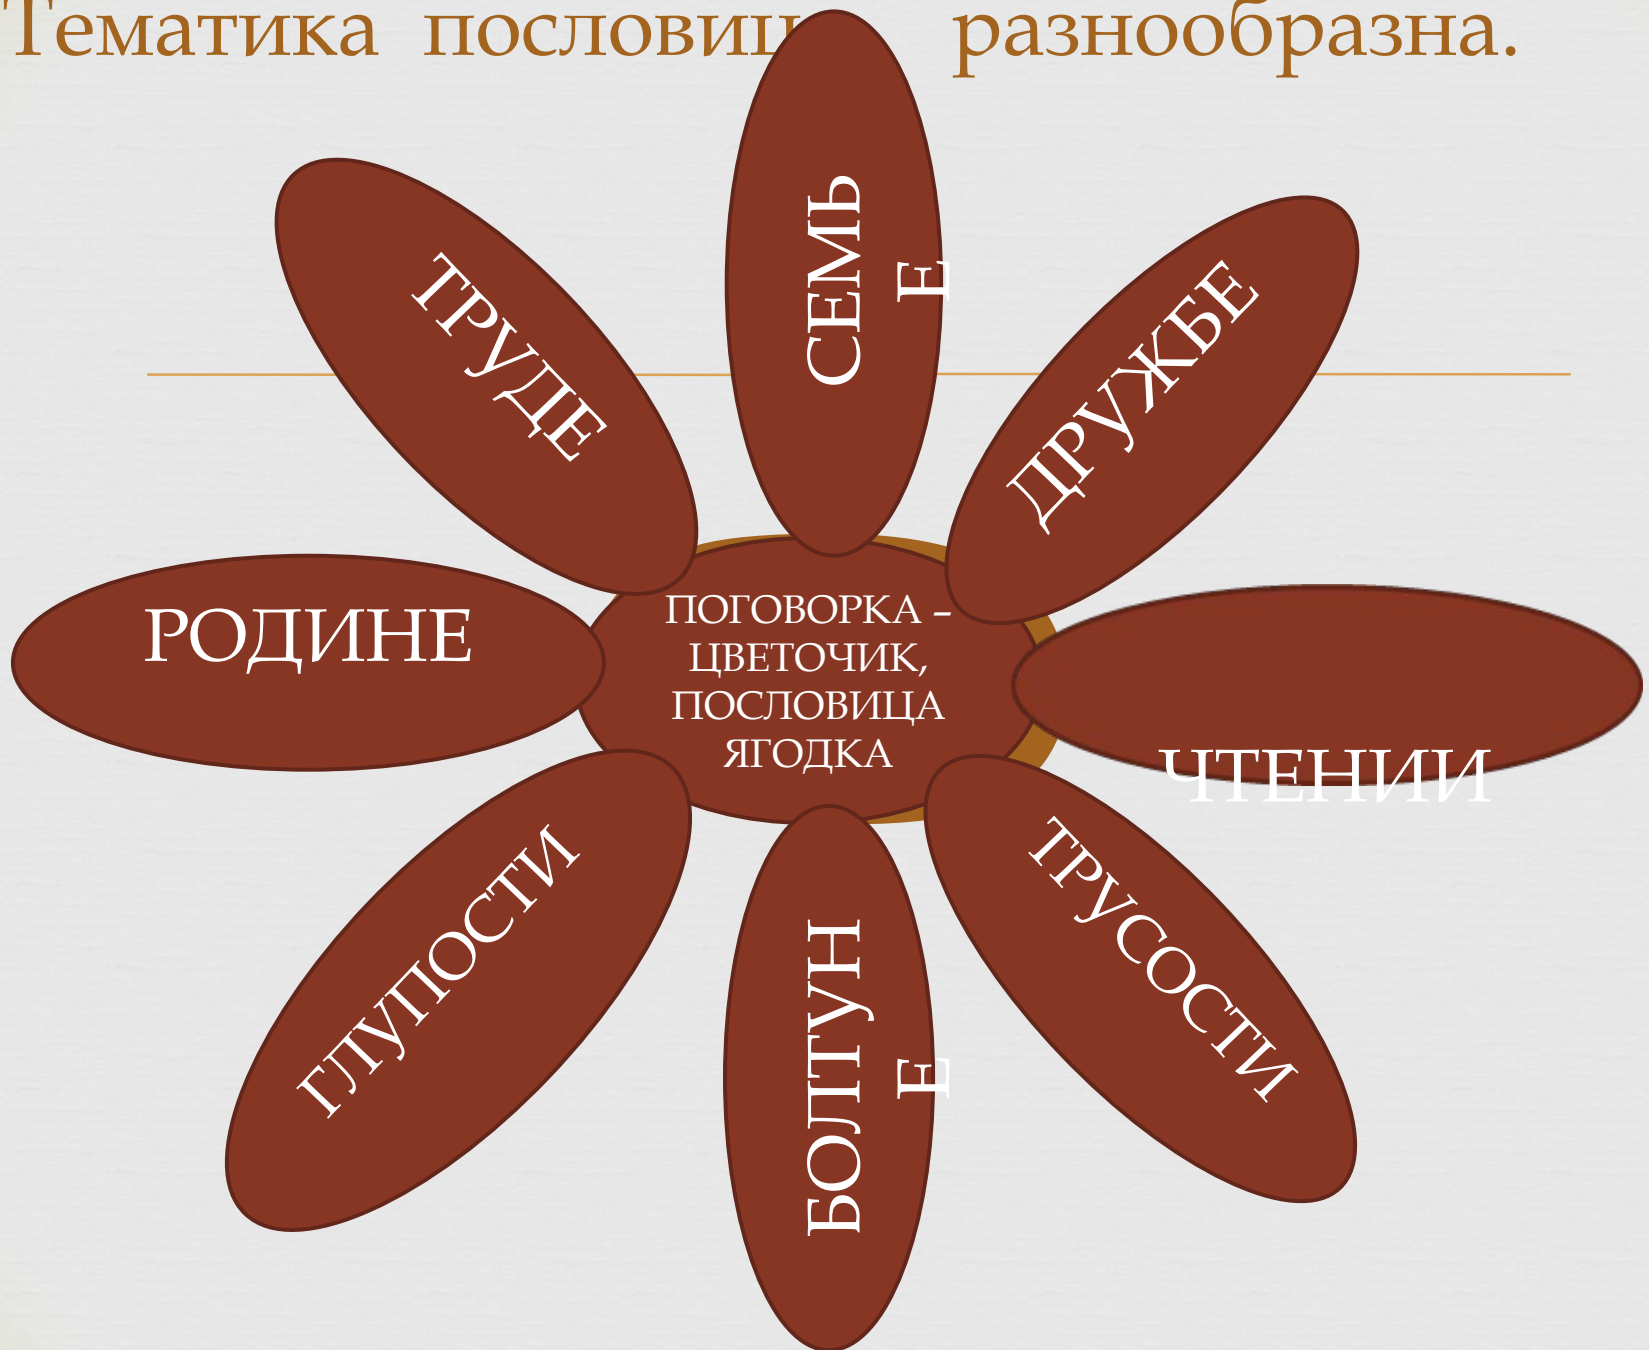 Тематика пословиц разнообразна.
СЕМЬ
Е
ТРУДЕ
ДРУЖБЕ
РОДИНЕ
ПОГОВОРКА –
ЦВЕТОЧИК,
ПОСЛОВИЦА
ЯГОДКА
ЧТЕНИИ
ГЛУПОСТИ
БОЛТУН
Е
ТРУСОСТИ